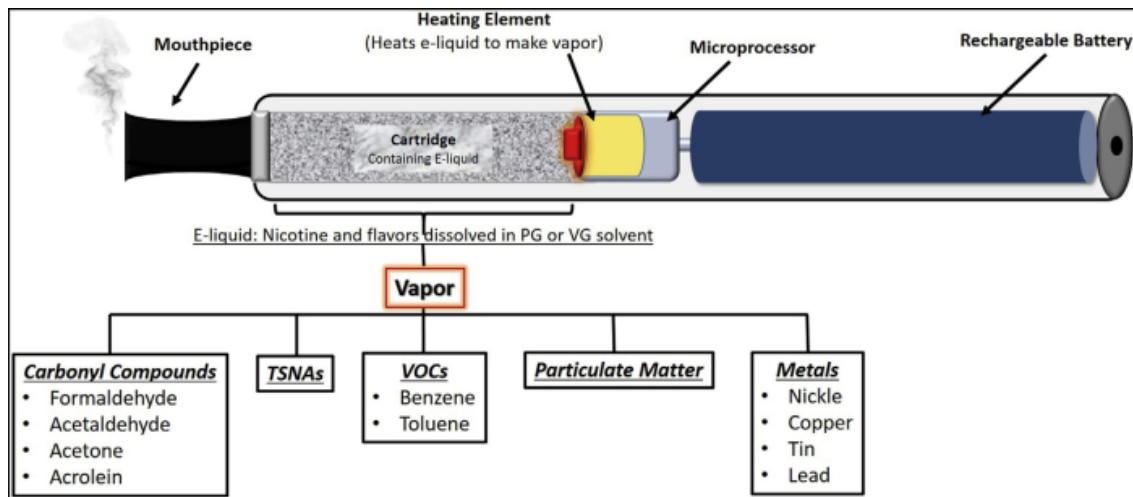 Heating Element
(Heats e-liquid to make vapor)
Mouthpiece
Microprocessor
Rechargeable Battery
Cartridge
Containing E-liquid
E-liquid: Nicotine and flavors dissolved in PG or VG solvent
Vapor
Carbonyl Compounds
• Formaldehyde
• Acetaldehyde
• Acetone
• Acrolein
TSNAs
VOCs
• Benzene
• Toluene
Particulate Matter
Metals
• Nickle
• Copper
• Tin
• Lead